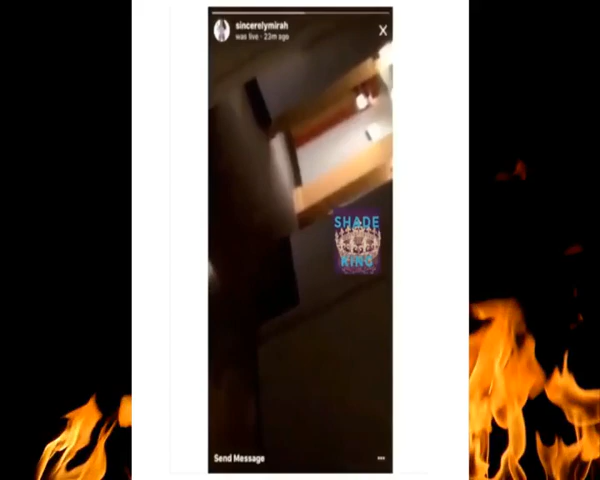 sincerelymirah
was live · 23m ago
X
SHADE
KING
Send Message